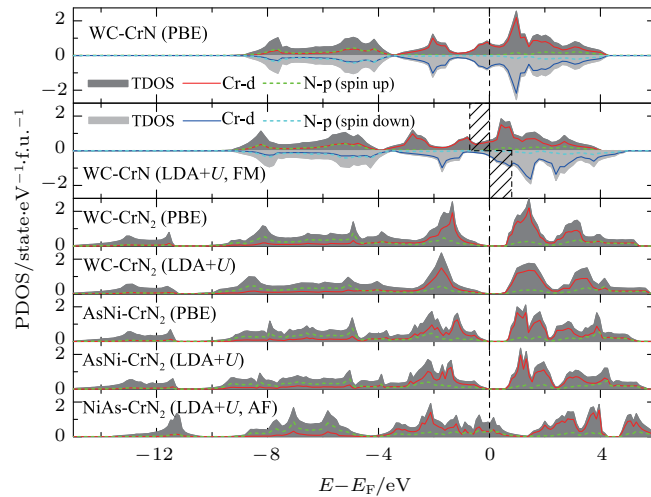 WC-CrN (PBE)
TDOS Cr-d N-p (spin up)
TDOS Cr-d N-p (spin down)
WC-CrN (LDA+U, FM)
WC-CrN₂ (PBE)
WC-CrN₂ (LDA+U)
AsNi-CrN₂ (PBE)
AsNi-CrN₂ (LDA+U)
NiAs-CrN₂ (LDA+U, AF)
2
0
−2
2
0
−2
2
0
2
0
2
0
2
0
2
0
PDOS/state·eV⁻¹·f.u.⁻¹
−12 −8 −4 0 4
E−E_F/eV